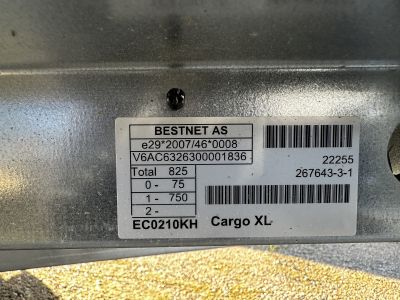 BESTNET AS
e29*2007/46*0008
V6AC6326300001836
Total 825
0 - 75
1 - 750
2 -
EC0210KH Cargo XL
22255
267643-3-1